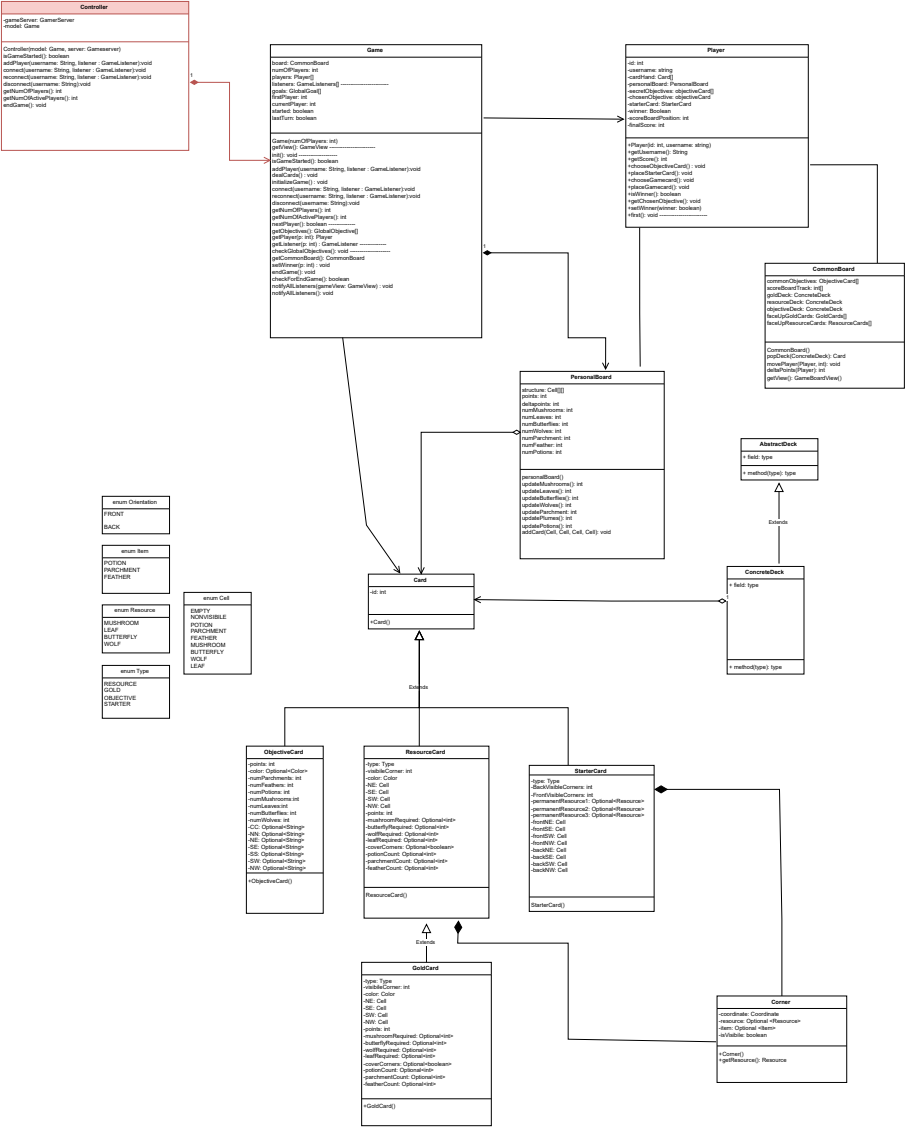 Controller
-gameServer: GamerServer
-model: Game
Controller(model: Game, server: Gameserver)
isGameStarted(): boolean
addPlayer(username: String, listener : GameListener):void
connect(username: String, listener : GameListener):void
reconnect(username: String, listener : GameListener):void
disconnect(username: String):void
getNumOfPlayers(): int
getNumOfActivePlayers(): int
endGame(): void
1
Game
board: CommonBoard
numOfPlayers: int
players: Player[]
listeners: GameListeners[] ------------------------
goals: GlobalGoal[]
firstPlayer: int
currentPlayer: int
started: boolean
lastTurn: boolean
Game(numOfPlayers: int)
getView(): GameView -----------------------
init(): void -------------------
isGameStarted(): boolean
addPlayer(username: String, listener : GameListener):void
dealCards() : void
initializeGame() : void
connect(username: String, listener : GameListener):void
reconnect(username: String, listener : GameListener):void
disconnect(username: String):void
getNumOfPlayers(): int
getNumOfActivePlayers(): int
nextPlayer(): boolean --------------
getObjectives(): GlobalObjective[]
getPlayer(p: int): Player
getListener(p: int) : GameListener --------------
checkGlobalObjectives(): void --------------------
getCommonBoard(): CommonBoard
setWinner(p: int) : void
endGame(): void
checkForEndGame(): boolean
notifyAllListeners(gameView: GameView) : void
notifyAllListeners(): void
1
Player
-id: int
-username: string
-cardHand: Card[]
-personalBoard: PersonalBoard
-secretObjectives: objectiveCard[]
-chosenObjective: objectiveCard
-starterCard: StarterCard
-winner: Boolean
-scoreBoardPosition: int
-finalScore: int
+Player(id: int, username: string)
+getUsername(): String
+getScore(): int
+chooseObjectiveCard() : void
+placeStarterCard(): void
+chooseGamecard(): void
+placeGamecard(): void
+isWinner(): boolean
+getChosenObjective(): void
+setWinner(winner: boolean)
+first(): void ------------------------
CommonBoard
commonObjectives: ObjectiveCard[]
scoreBoardTrack: int[]
goldDeck: ConcreteDeck
resourceDeck: ConcreteDeck
objectiveDeck: ConcreteDeck
faceUpGoldCards: GoldCards[]
faceUpResourceCards: ResourceCards[]
CommonBoard()
popDeck(ConcreteDeck): Card
movePlayer(Player, int): void
deltaPoints(Player): int
getView(): GameBoardView()
PersonalBoard
structure: Cell[][]
points: int
deltapoints: int
numMushrooms: int
numLeaves: int
numButterflies: int
numWolves: int
numParchment: int
numFeather: int
numPotions: int
personalBoard()
updateMushrooms(): int
updateLeaves(): int
updateButterflies(): int
updateWolves(): int
updateParchment: int
updatePlumes(): int
updatePotions(): int
addCard(Cell, Cell, Cell, Cell): void
AbstractDeck
+ field: type
+ method(type): type
Extends
ConcreteDeck
+ field: type
+ method(type): type
1
enum Orientation
FRONT
BACK
enum Item
POTION
PARCHMENT
FEATHER
enum Resource
MUSHROOM
LEAF
BUTTERFLY
WOLF
enum Type
RESOURCE
GOLD
OBJECTIVE
STARTER
enum Cell
EMPTY
NONVISIBILE
POTION
PARCHMENT
FEATHER
MUSHROOM
BUTTERFLY
WOLF
LEAF
Card
-id: int
+Card()
Extends
ObjectiveCard
-points: int
-color: Optional<Color>
-numParchments: int
-numFeathers: int
-numPotions: int
-numMushrooms:int
-numLeaves:int
-numButterflies: int
-numWolves: int
-CC: Optional<String>
-NN: Optional<String>
-NE: Optional<String>
-SE: Optional<String>
-SS: Optional<String>
-SW: Optional<String>
-NW: Optional<String>
+ObjectiveCard()
ResourceCard
-type: Type
-visibileCorner: int
-color: Color
-NE: Cell
-SE: Cell
-SW: Cell
-NW: Cell
-points: int
-mushroomRequired: Optional<int>
-butterflyRequired: Optional<int>
-wolfRequired: Optional<int>
-leafRequired: Optional<int>
-coverCorners: Optional<boolean>
-potionCount: Optional<int>
-parchmentCount: Optional<int>
-featherCount: Optional<int>
ResourceCard()
StarterCard
-type: Type
-BackVisibleCorners: int
-FrontVisibleCorners: int
-permanentResource1: Optional<Resource>
-permanentResource2: Optional<Resource>
-permanentResource3: Optional<Resource>
-frontNE: Cell
-frontSE: Cell
-frontSW: Cell
-frontNW: Cell
-backNE: Cell
-backSE: Cell
-backSW: Cell
-backNW: Cell
StarterCard()
Extends
GoldCard
-type: Type
-visibileCorner: int
-color: Color
-NE: Cell
-SE: Cell
-SW: Cell
-NW: Cell
-points: int
-mushroomRequired: Optional<int>
-butterflyRequired: Optional<int>
-wolfRequired: Optional<int>
-leafRequired: Optional<int>
-coverCorners: Optional<boolean>
-potionCount: Optional<int>
-parchmentCount: Optional<int>
-featherCount: Optional<int>
+GoldCard()
Corner
-coordinate: Coordinate
-resource: Optional <Resource>
-item: Optional <Item>
-isVisibile: boolean
+Corner()
+getResource(): Resource